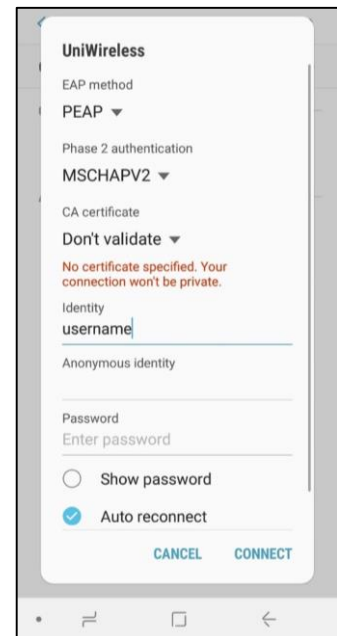 UniWireless
EAP method
PEAP
Phase 2 authentication
MSCHAPV2
CA certificate
Don't validate
No certificate specified. Your
connection won't be private.
Identity
username
Anonymous identity
Password
Enter password
Show password
Auto reconnect
CANCEL CONNECT